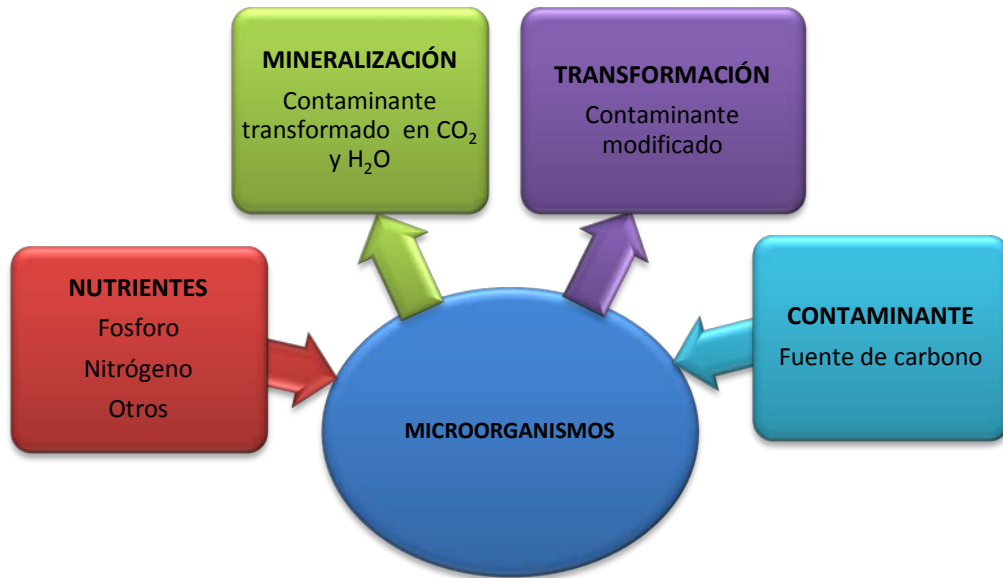 MINERALIZACIÓN
Contaminante
transformado en CO₂
y H₂O
TRANSFORMACIÓN
Contaminante
modificado
NUTRIENTES
Fosforo
Nitrógeno
Otros
CONTAMINANTE
Fuente de carbono
MICROORGANISMOS